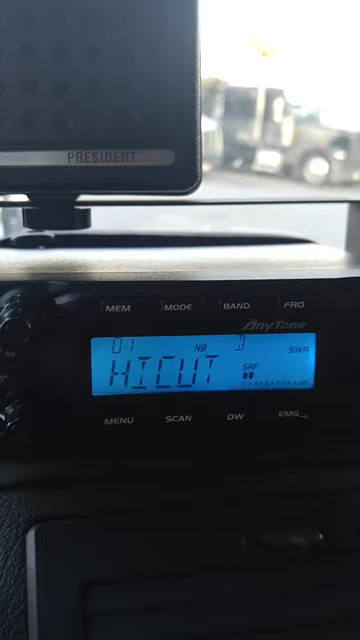 PRESIDENT
MEM MODE BAND FRQ
AnyTone
01 NB SWR
HICUT SRF
MENU SCAN DW EMG